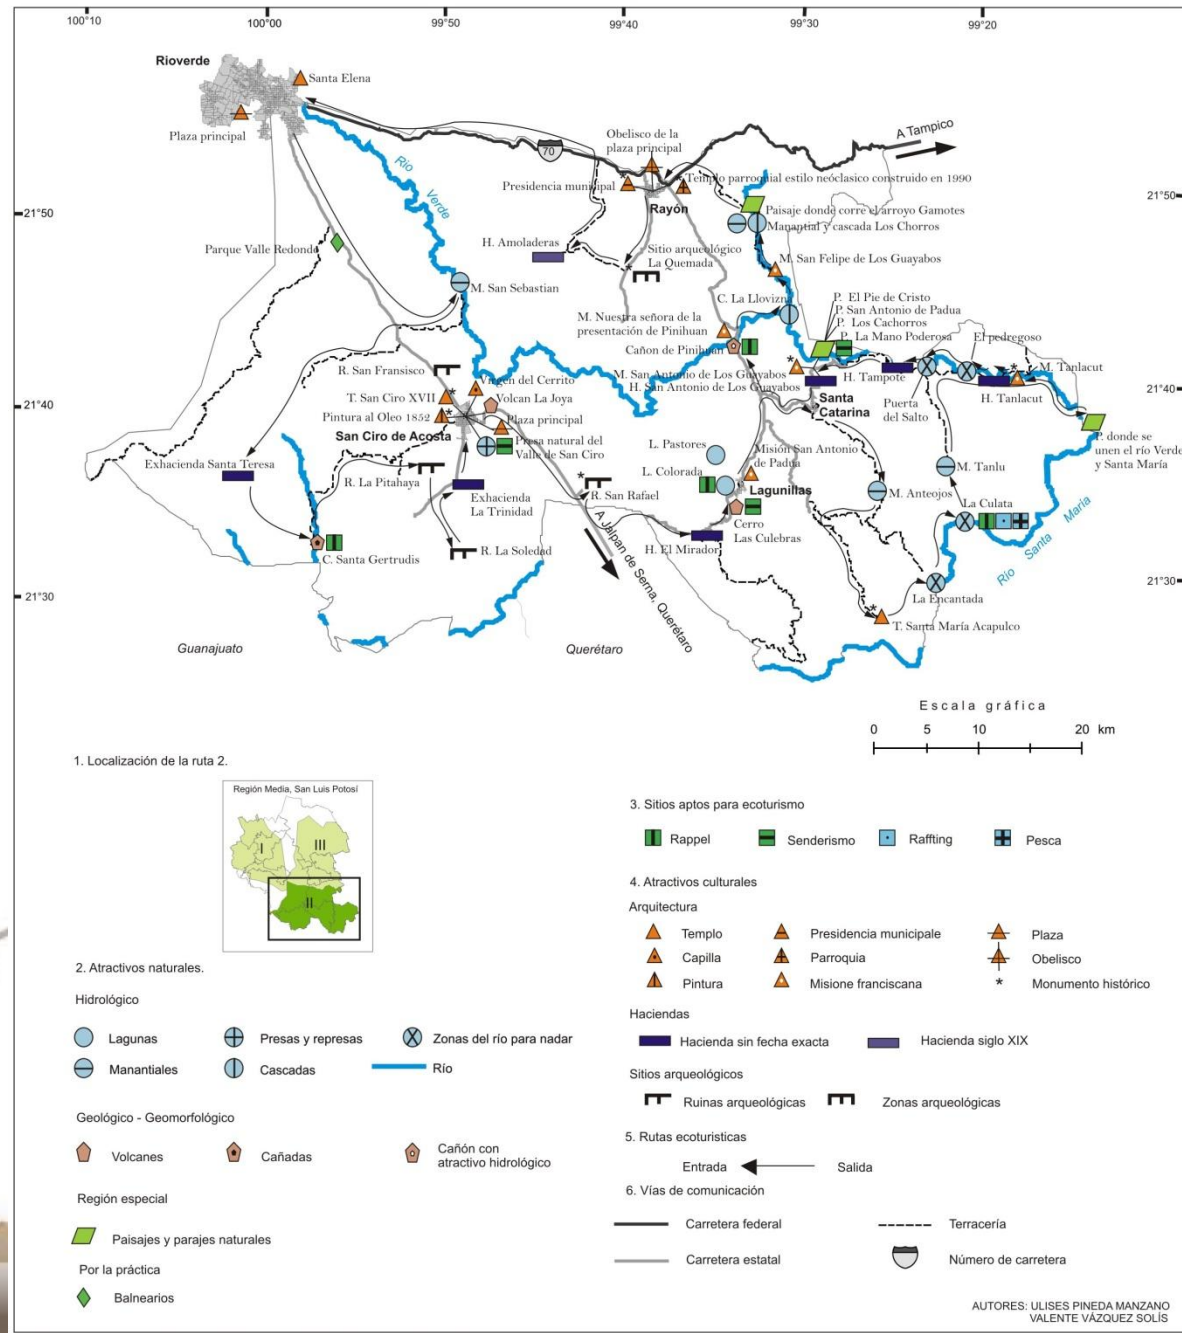 100°10
100°00
99°50
99°40
99°30
99°20
Rioverde
Santa Elena
Plaza principal
Obelisco de la
plaza principal
A Tampico
70
Rio
Verde
Presidencia municipal
Templo parroquial estilo neóclasico construido en 1990
Rayón
21°50
21°50
Paisaje donde corre el arroyo Gamotes
Manantial y cascada Los Chorros
Parque Valle Redondo
H. Amoladeras
Sitio arqueológico
La Quemada
M. San Felipe de Los Guayabos
M. San Sebastian
C. La Llovizna
P. El Pie de Cristo
P. San Antonio de Padua
P. Los Cachorros
P. La Mano Poderosa
El pedregoso
M. Nuestra señora de la
presentación de Pinihuan
Cañon de Pinihuan
M. San Antonio de Los Guayabos
H. San Antonio de Los Guayabos
H. Tampote
M. Tanlacut
H. Tanlacut
R. San Fransisco
Virgen del Cerrito
T. San Ciro XVII
Volcan La Joya
Pintura al Oleo 1852
Plaza principal
Santa
Catarina
Puerta
del Salto
21°40
21°40
San Ciro de Acosta
Presa natural del
Valle de San Ciro
L. Pastores
Misión San Antonio
de Padua
P. donde se
unen el río Verde
y Santa María
Exhacienda Santa Teresa
R. La Pitahaya
L. Colorada
Lagunillas
M. Tanlu
M. Anteojos
Exhacienda
La Trinidad
R. San Rafael
La Culata
Cerro
Las Culebras
C. Santa Gertrudis
R. La Soledad
H. El Mirador
A Jalpan de Serna, Querétaro
Río Santa María
21°30
21°30
La Encantada
T. Santa María Acapulco
Guanajuato
Querétaro
Escala gráfica
0 5 10 20 km
1. Localización de la ruta 2.
Región Media, San Luis Potosí
I
III
II
2. Atractivos naturales.
Hidrológico
Lagunas
Presas y represas
Zonas del río para nadar
Manantiales
Cascadas
Río
Geológico - Geomorfológico
Volcanes
Cañadas
Cañón con
atractivo hidrológico
Región especial
Paisajes y parajes naturales
Por la práctica
Balnearios
3. Sitios aptos para ecoturismo
Rappel
Senderismo
Raffting
Pesca
4. Atractivos culturales
Arquitectura
Templo
Presidencia municipale
Plaza
Capilla
Parroquia
Obelisco
Pintura
Misione franciscana
* Monumento histórico
Haciendas
Hacienda sin fecha exacta
Hacienda siglo XIX
Sitios arqueológicos
Ruinas arqueológicas
Zonas arqueológicas
5. Rutas ecoturisticas
Entrada
Salida
6. Vías de comunicación
Carretera federal
Terracería
Carretera estatal
Número de carretera
AUTORES: ULISES PINEDA MANZANO
VALENTE VÁZQUEZ SOLÍS